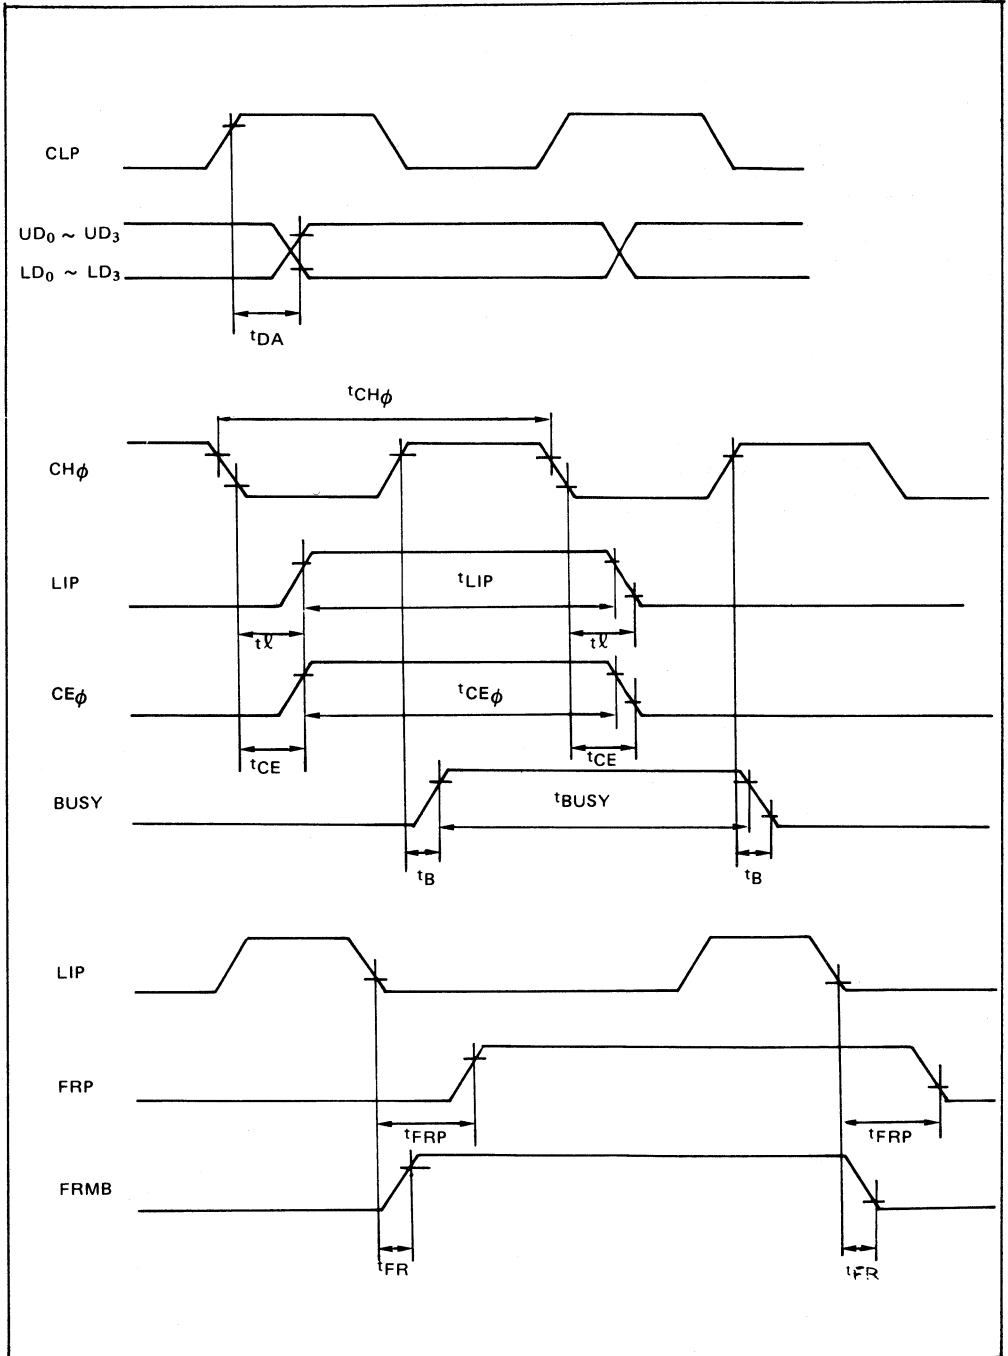 CLP
UD₀ ~ UD₃
LD₀ ~ LD₃
tDA
tCHϕ
CHϕ
LIP
tLIP
tℓ
tℓ
CEϕ
tCEϕ
tCE
tCE
BUSY
tBUSY
tB
tB
LIP
FRP
tFRP
tFRP
FRMB
tFR
tFR